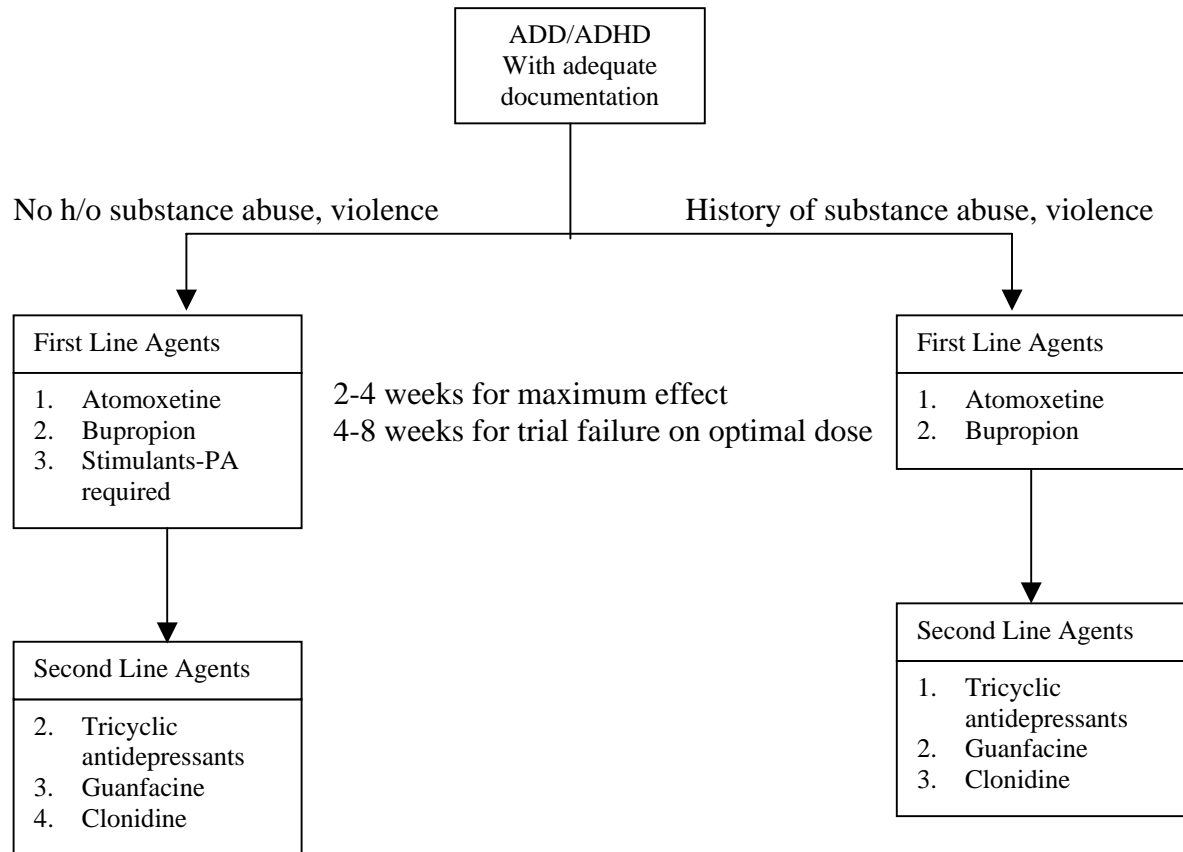 ADD/ADHD
With adequate
documentation
No h/o substance abuse, violence
History of substance abuse, violence
First Line Agents
1. Atomoxetine
2. Bupropion
3. Stimulants-PA
required
2-4 weeks for maximum effect
4-8 weeks for trial failure on optimal dose
First Line Agents
1. Atomoxetine
2. Bupropion
Second Line Agents
2. Tricyclic
antidepressants
3. Guanfacine
4. Clonidine
Second Line Agents
1. Tricyclic
antidepressants
2. Guanfacine
3. Clonidine